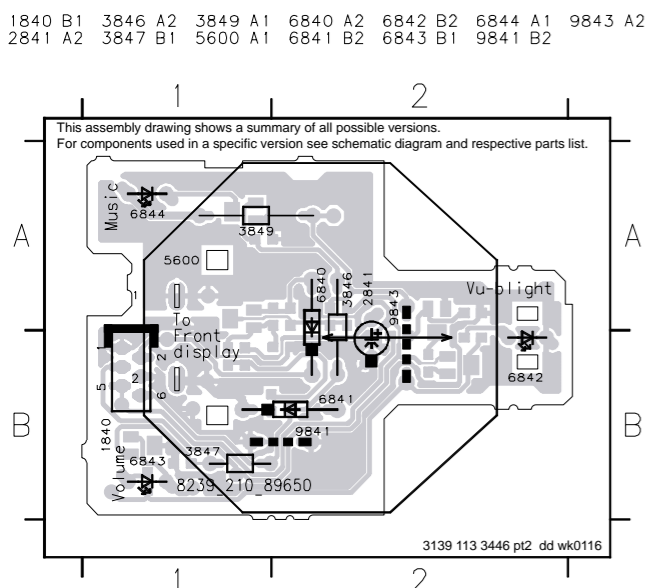 1840 B1 3846 A2 3849 A1 6840 A2 6842 B2 6844 A1 9843 A2
2841 A2 3847 B1 5600 A1 6841 B2 6843 B1 9841 B2
1 2
This assembly drawing shows a summary of all possible versions.
For components used in a specific version see schematic diagram and respective parts list.
Music
6844
3849
A A
5600
6840
3846
2841
9843
Vu-plight
1
To
Front
display
1
2
5
2
6
6842
6841
B B
9841
1840
3847
6843
Volume
8239_210_89650
3139 113 3446 pt2 dd wk0116
1 2